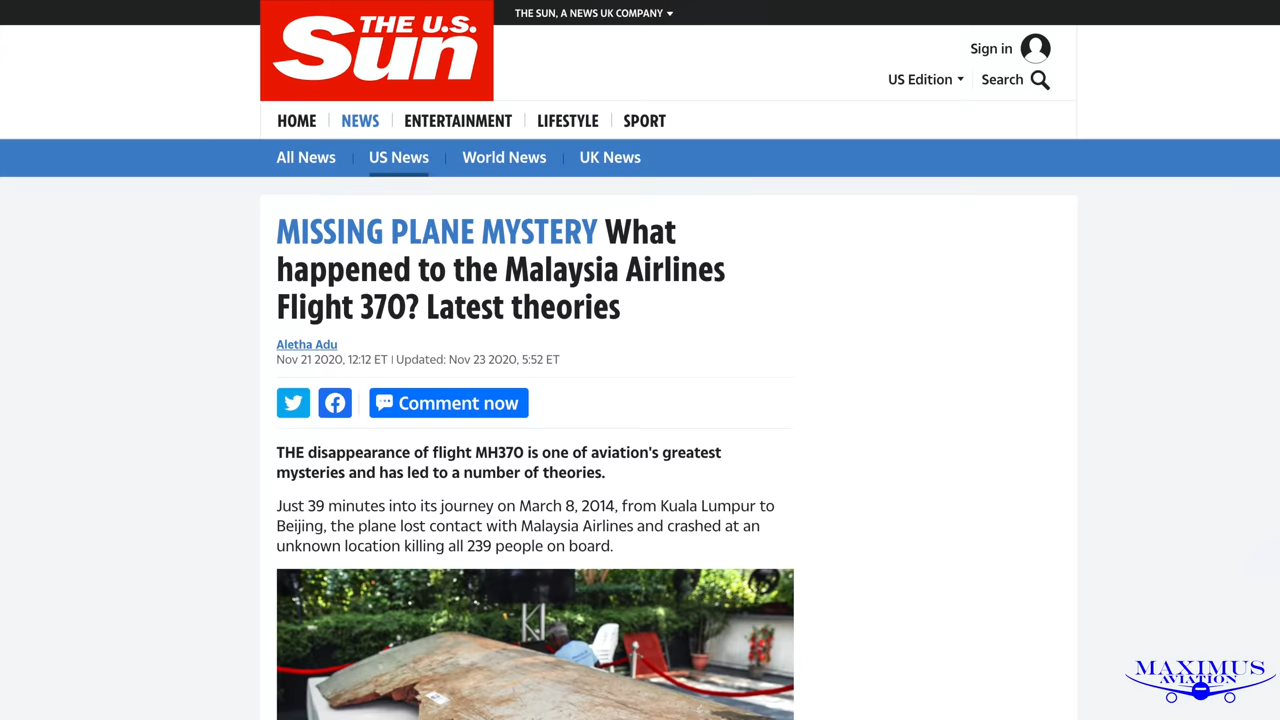 THE SUN, A NEWS UK COMPANY
THE U.S.
Sun
Sign in
US Edition
Search
HOME
NEWS
ENTERTAINMENT
LIFESTYLE
SPORT
All News
US News
World News
UK News
MISSING PLANE MYSTERY What
happened to the Malaysia Airlines
Flight 370? Latest theories
Aletha Adu
Nov 21 2020, 12:12 ET | Updated: Nov 23 2020, 5:52 ET
Comment now
THE disappearance of flight MH370 is one of aviation's greatest
mysteries and has led to a number of theories.
Just 39 minutes into its journey on March 8, 2014, from Kuala Lumpur to
Beijing, the plane lost contact with Malaysia Airlines and crashed at an
unknown location killing all 239 people on board.
MAXIMUS
AVIATION